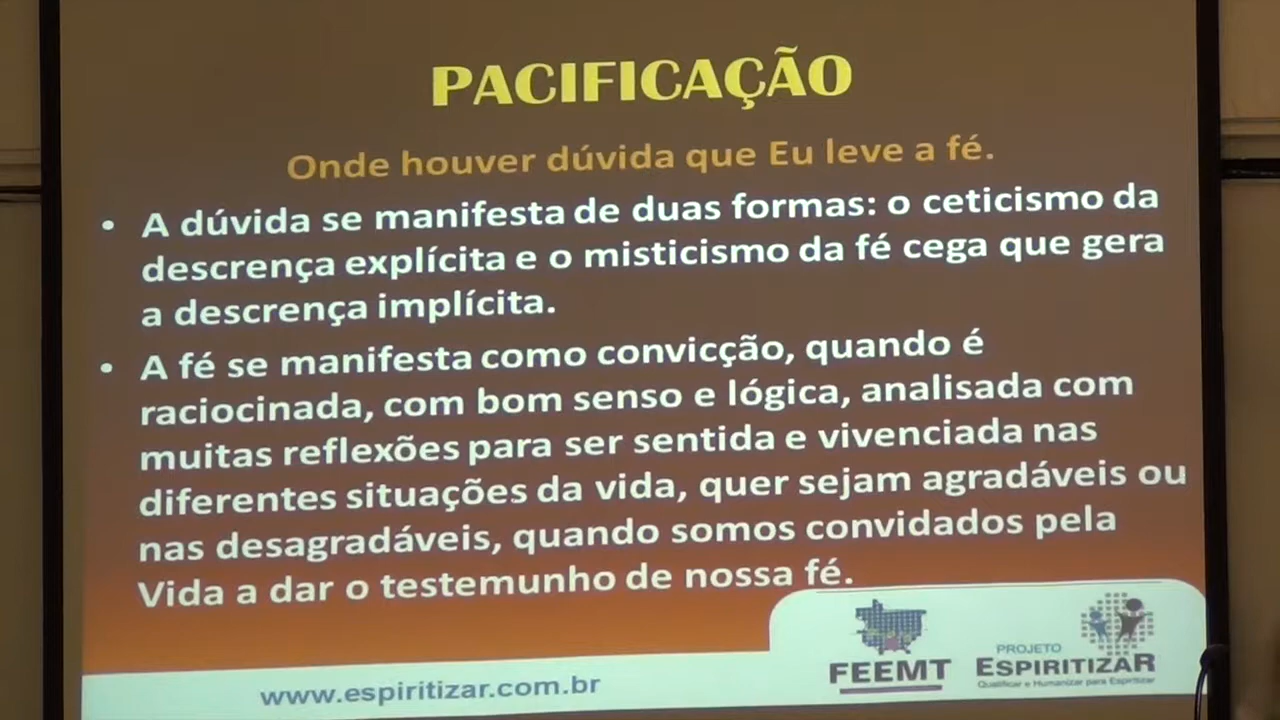 PACIFICAÇÃO
Onde houver dúvida que Eu leve a fé.
• A dúvida se manifesta de duas formas: o ceticismo da
descrença explícita e o misticismo da fé cega que gera
a descrença implícita.
• A fé se manifesta como convicção, quando é
raciocinada, com bom senso e lógica, analisada com
muitas reflexões para ser sentida e vivenciada nas
diferentes situações da vida, quer sejam agradáveis ou
nas desagradáveis, quando somos convidados pela
Vida a dar o testemunho de nossa fé.
FEEMT
PROJETO
ESPIRITIZAR
Qualificar e Humanizar para Espiritizar
www.espiritizar.com.br